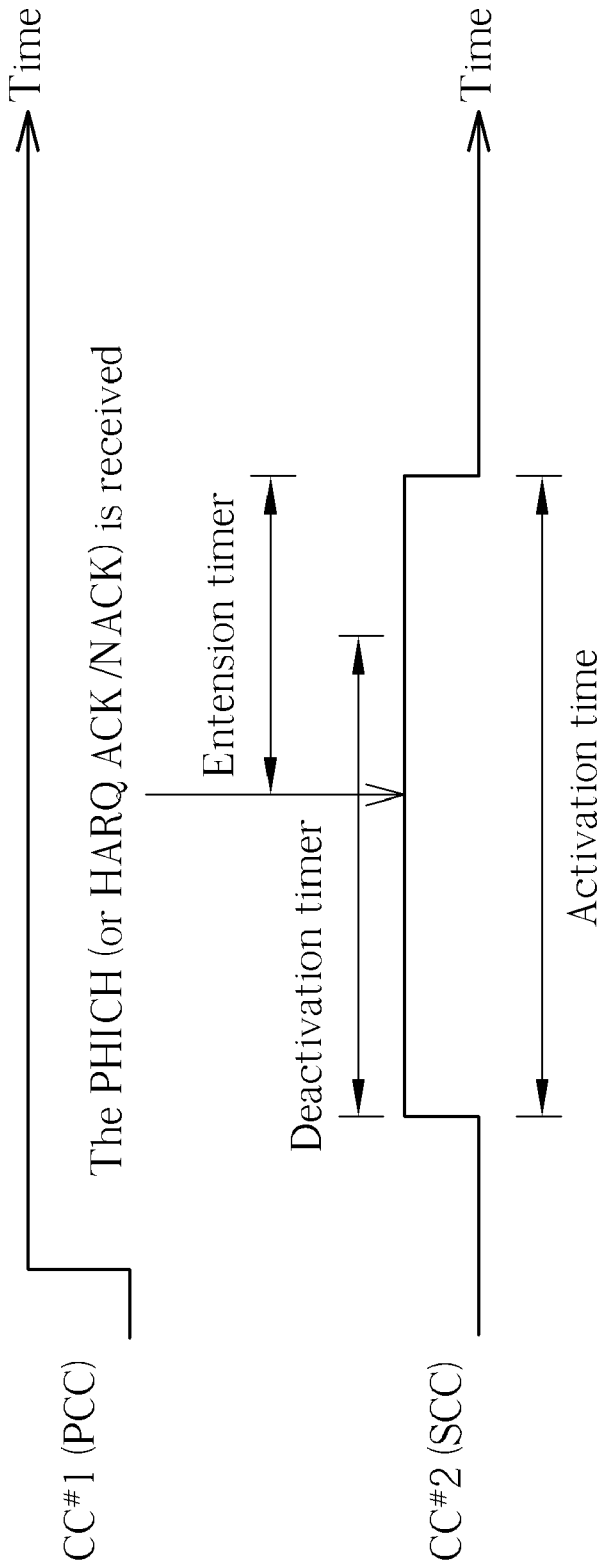 CC#1 (PCC)
Time
The PHICH (or HARQ ACK/NACK) is received
Entension timer
Deactivation timer
CC#2 (SCC)
Time
Activation time